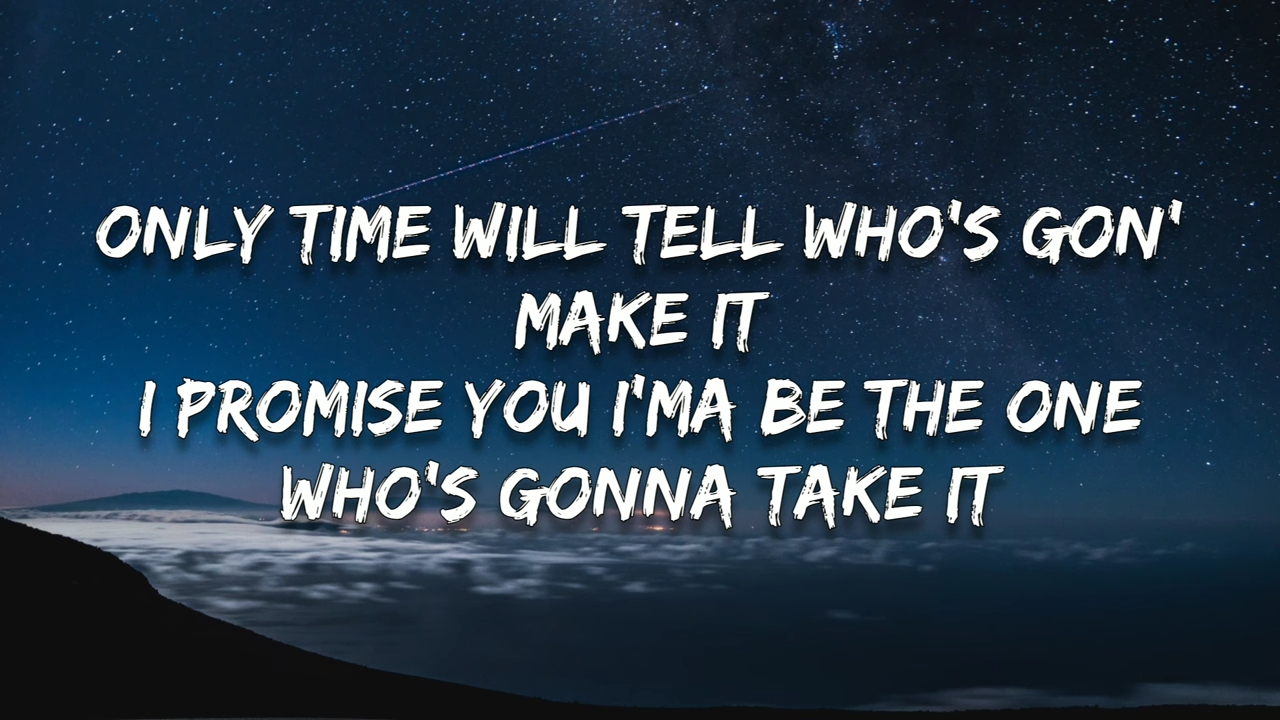 ONLY TIME WILL TELL WHO'S GON'
MAKE IT
I PROMISE YOU I'MA BE THE ONE
WHO'S GONNA TAKE IT